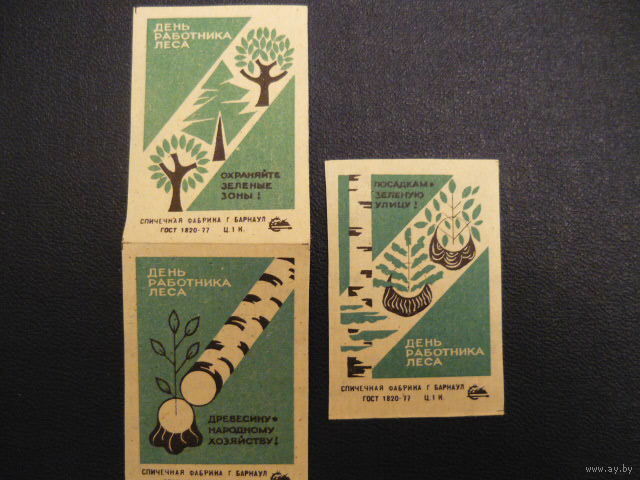 ДЕНЬ
РАБОТНИКА
ЛЕСА
ОХРАНЯЙТЕ
ЗЕЛЕНЫЕ
ЗОНЫ!
СПИЧЕЧНАЯ ФАБРИКА Г. БАРНАУЛ
ГОСТ 1820-77 Ц. 1 К.
ДЕНЬ
РАБОТНИКА
ЛЕСА
ДРЕВЕСИНУ-
НАРОДНОМУ
ХОЗЯЙСТВУ!
СПИЧЕЧНАЯ ФАБРИКА Г. БАРНАУЛ
ПОСАДКАМ-
ЗЕЛЕНУЮ
УЛИЦУ!
ДЕНЬ
РАБОТНИКА
ЛЕСА
СПИЧЕЧНАЯ ФАБРИКА Г. БАРНАУЛ
ГОСТ 1820-77 Ц. 1 К.
www.ay.by